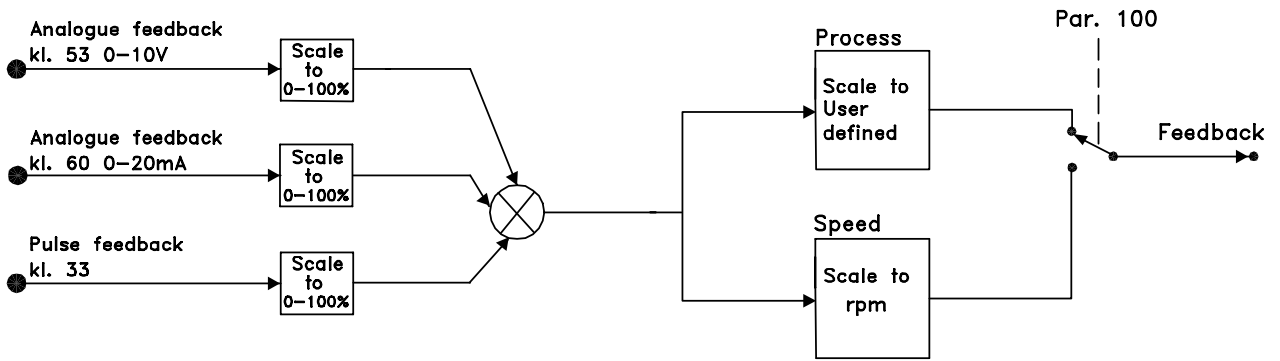 Analogue feedback
kl. 53 0-10V
Scale
to
0-100%
Analogue feedback
kl. 60 0-20mA
Scale
to
0-100%
Pulse feedback
kl. 33
Scale
to
0-100%
Process
Scale to
User
defined
Speed
Scale to
rpm
Par. 100
Feedback